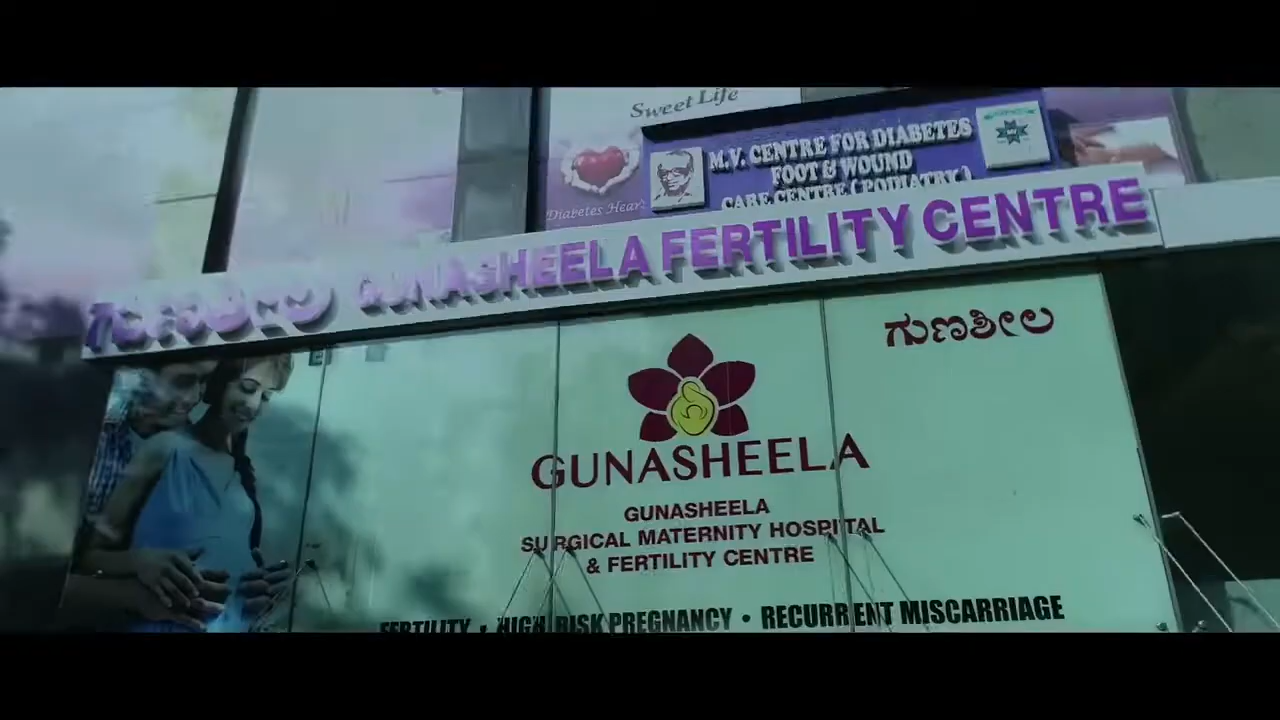 Sweet Life
M.V. CENTRE FOR DIABETES
FOOT & WOUND
CARE CENTRE (PODIATRY)
Diabetes Heart
ಗುಣಶೀಲ GUNASHEELA FERTILITY CENTRE
ಗುಣಶೀಲ
GUNASHEELA
GUNASHEELA
SURGICAL MATERNITY HOSPITAL
& FERTILITY CENTRE
FERTILITY • HIGH RISK PREGNANCY • RECURRENT MISCARRIAGE